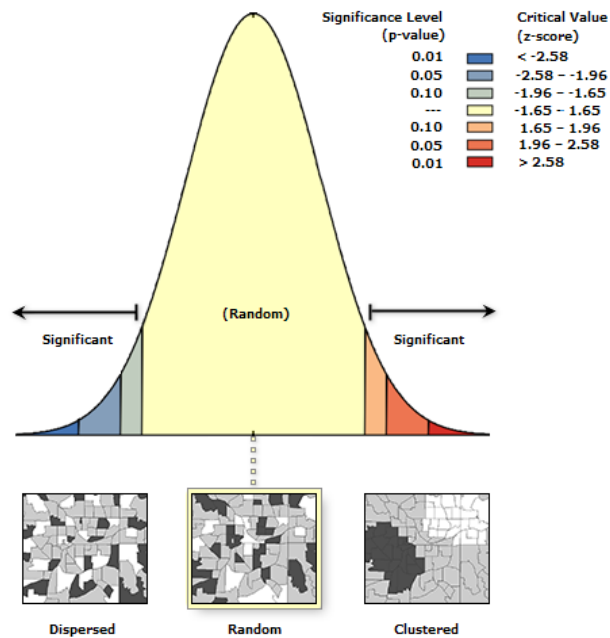 Significance Level Critical Value
(p-value) (z-score)
0.01 < -2.58
0.05 -2.58 – -1.96
0.10 -1.96 – -1.65
--- -1.65 – 1.65
0.10 1.65 – 1.96
0.05 1.96 – 2.58
0.01 > 2.58
(Random)
Significant Significant
Dispersed Random Clustered